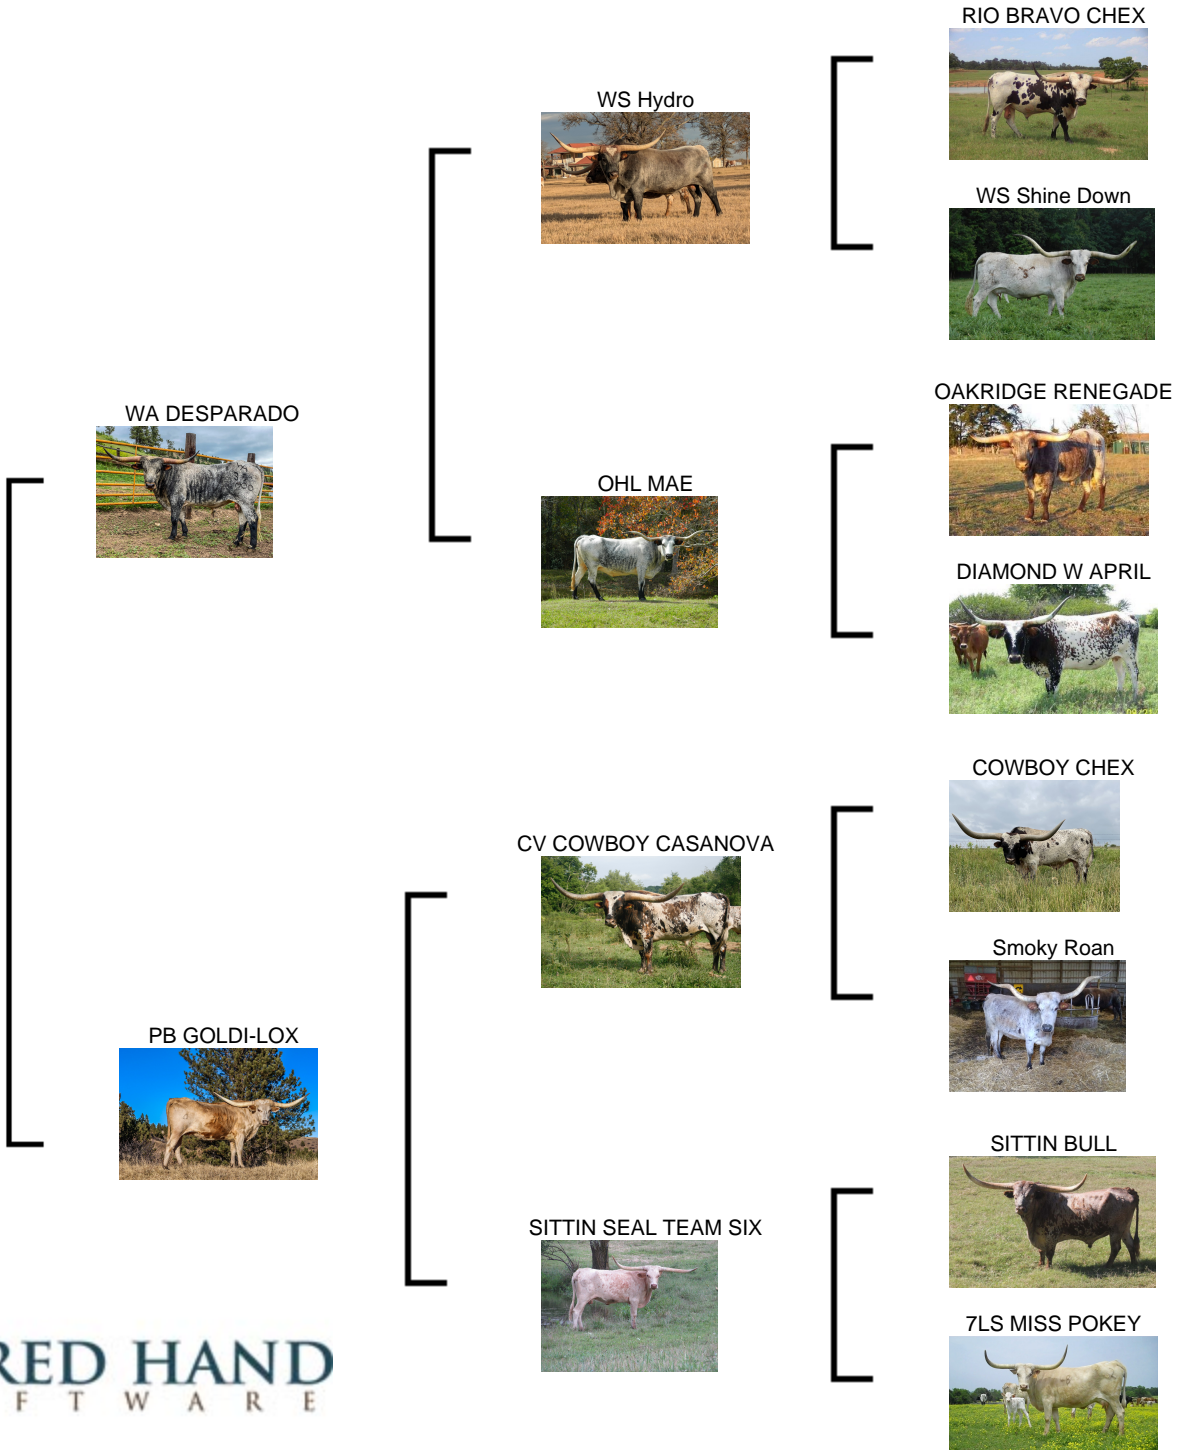 RIO BRAVO CHEX
WS Hydro
WS Shine Down
OAKRIDGE RENEGADE
WA DESPARADO
OHL MAE
DIAMOND W APRIL
COWBOY CHEX
CV COWBOY CASANOVA
Smoky Roan
PB GOLDI-LOX
SITTIN BULL
SITTIN SEAL TEAM SIX
7LS MISS POKEY
RED HAND
FTWARE